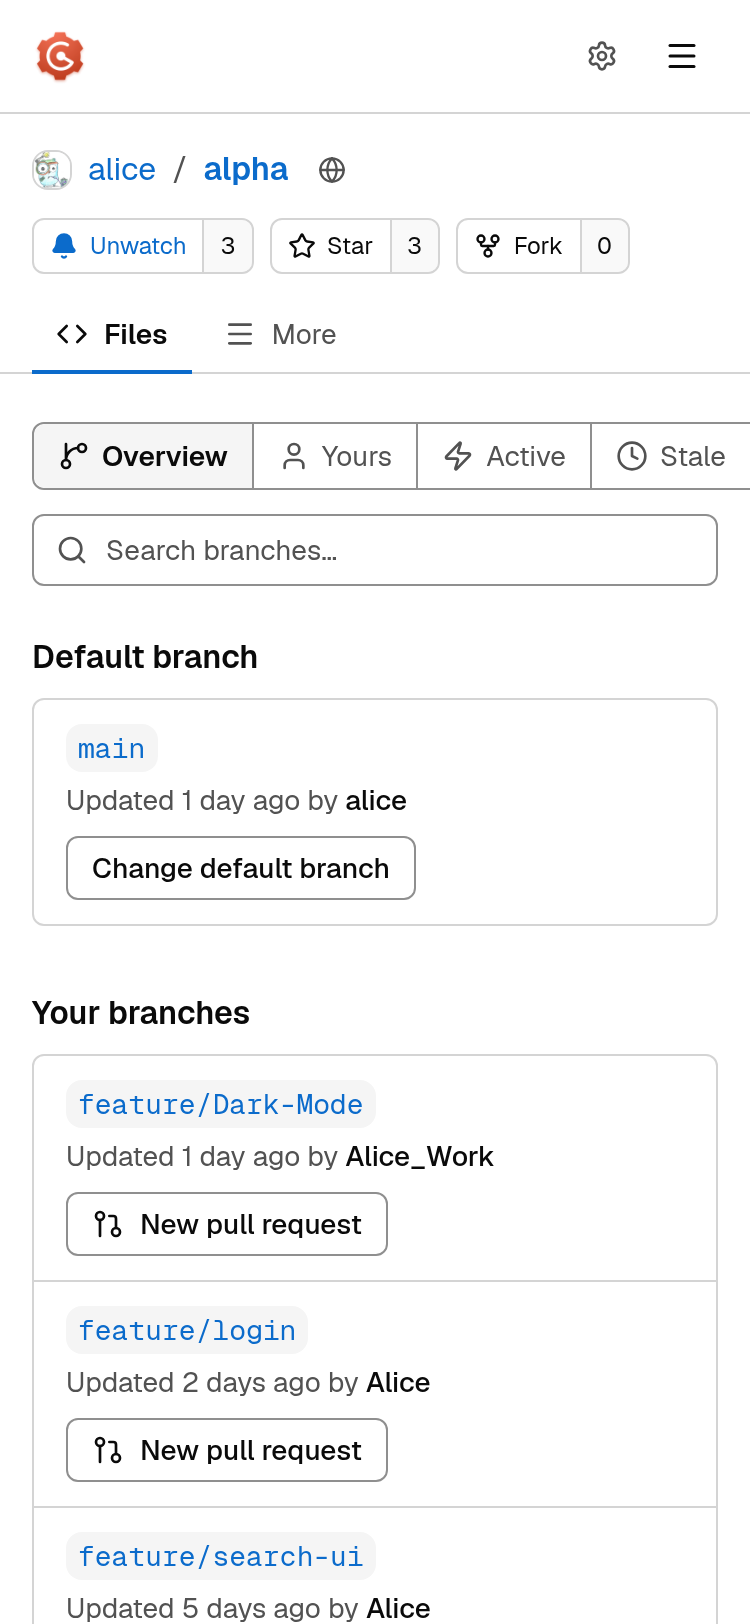 alice / alpha
Unwatch 3 Star 3 Fork 0
Files More
Overview Yours Active Stale
Search branches…
Default branch
main
Updated 1 day ago by alice
Change default branch
Your branches
feature/Dark-Mode
Updated 1 day ago by Alice_Work
New pull request
feature/login
Updated 2 days ago by Alice
New pull request
feature/search-ui
Updated 5 days ago by Alice